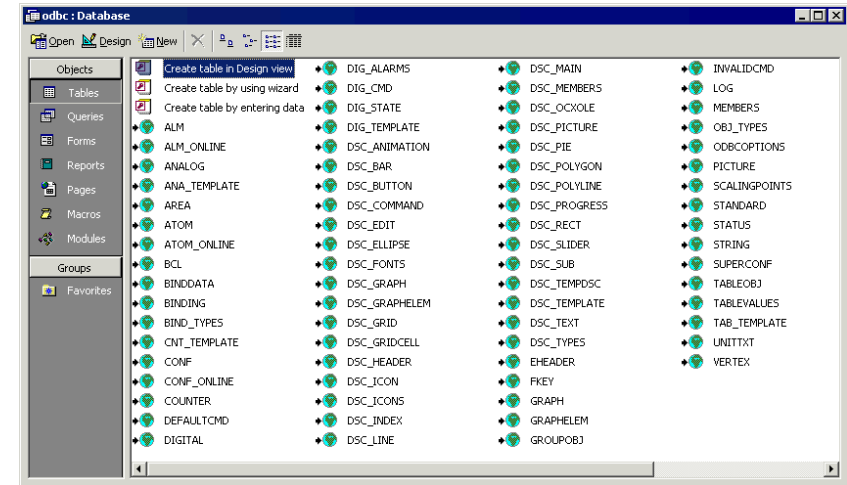 odbc : Database
Open Design New
Objects
Tables
Queries
Forms
Reports
Pages
Macros
Modules
Groups
Favorites
Create table in Design view
Create table by using wizard
Create table by entering data
ALM
ALM_ONLINE
ANALOG
ANA_TEMPLATE
AREA
ATOM
ATOM_ONLINE
BCL
BINDDATA
BINDING
BIND_TYPES
CNT_TEMPLATE
CONF
CONF_ONLINE
COUNTER
DEFAULTCMD
DIGITAL
DIG_ALARMS
DIG_CMD
DIG_STATE
DIG_TEMPLATE
DSC_ANIMATION
DSC_BAR
DSC_BUTTON
DSC_COMMAND
DSC_EDIT
DSC_ELLIPSE
DSC_FONTS
DSC_GRAPH
DSC_GRAPHELEM
DSC_GRID
DSC_GRIDCELL
DSC_HEADER
DSC_ICON
DSC_ICONS
DSC_INDEX
DSC_LINE
DSC_MAIN
DSC_MEMBERS
DSC_OCXOLE
DSC_PICTURE
DSC_PIE
DSC_POLYGON
DSC_POLYLINE
DSC_PROGRESS
DSC_RECT
DSC_SLIDER
DSC_SUB
DSC_TEMPDSC
DSC_TEMPLATE
DSC_TEXT
DSC_TYPES
EHEADER
FKEY
GRAPH
GRAPHELEM
GROUPOBJ
INVALIDCMD
LOG
MEMBERS
OBJ_TYPES
ODBCOPTIONS
PICTURE
SCALINGPOINTS
STANDARD
STATUS
STRING
SUPERCONF
TABLEOBJ
TABLEVALUES
TAB_TEMPLATE
UNITTXT
VERTEX